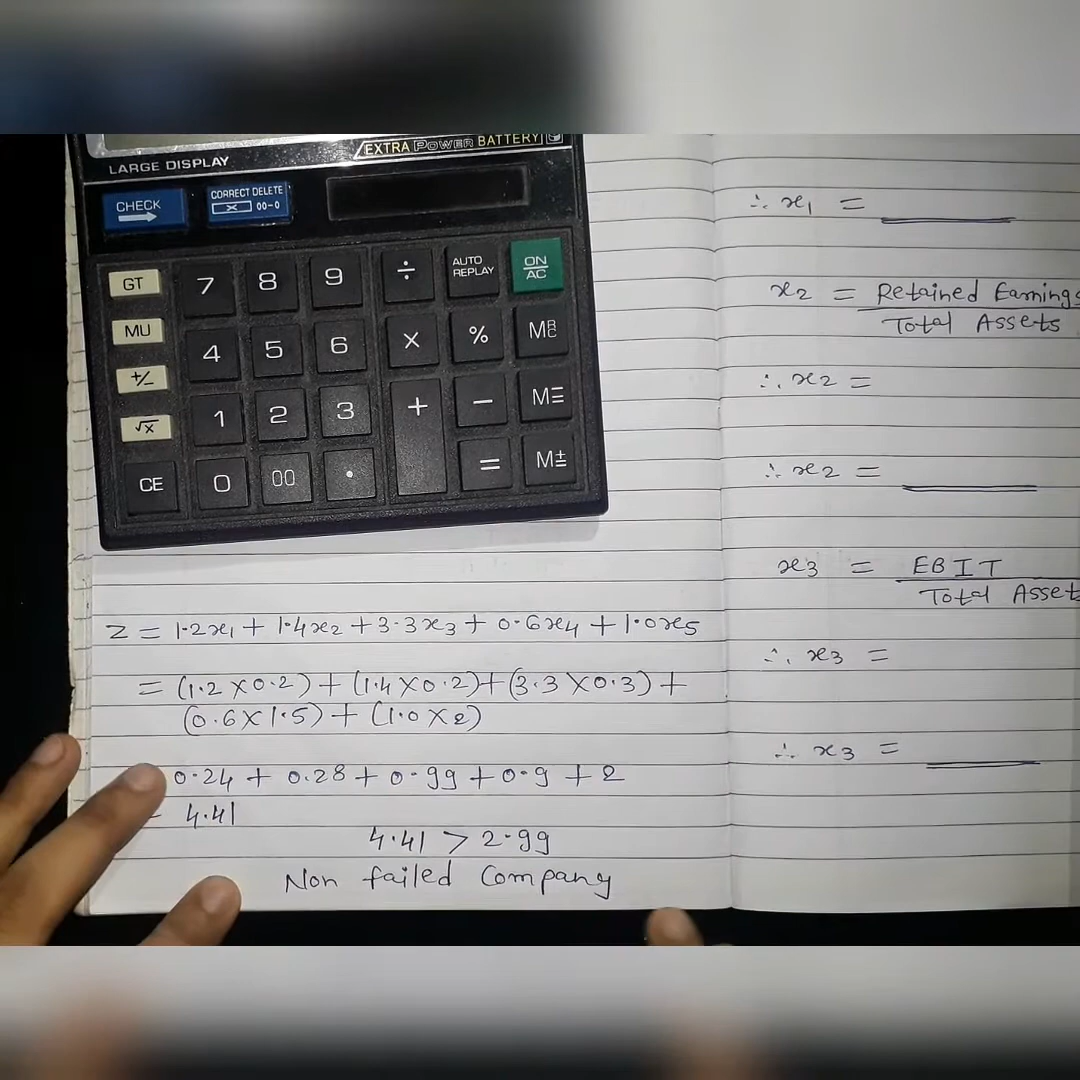 EXTRA POWER BATTERY
LARGE DISPLAY
CHECK
CORRECT DELETE
00→0
GT 7 8 9 ÷ AUTO REPLAY ON/AC
MU 4 5 6 × % MRC
+/- 1 2 3 + − M=
√x
CE 0 00 · = M±
Z = 1.2x1 + 1.4x2 + 3.3x3 + 0.6x4 + 1.0x5
= (1.2 × 0.2) + (1.4 × 0.2) + (3.3 × 0.3) +
(0.6 × 1.5) + (1.0 × 2)
0.24 + 0.28 + 0.99 + 0.9 + 2
= 4.41
4.41 > 2.99
Non failed Company
∴ x1 =
x2 = Retained Earnings
Total Assets
∴ x2 =
∴ x2 =
x3 = EBIT
Total Asset
∴ x3 =
∴ x3 =